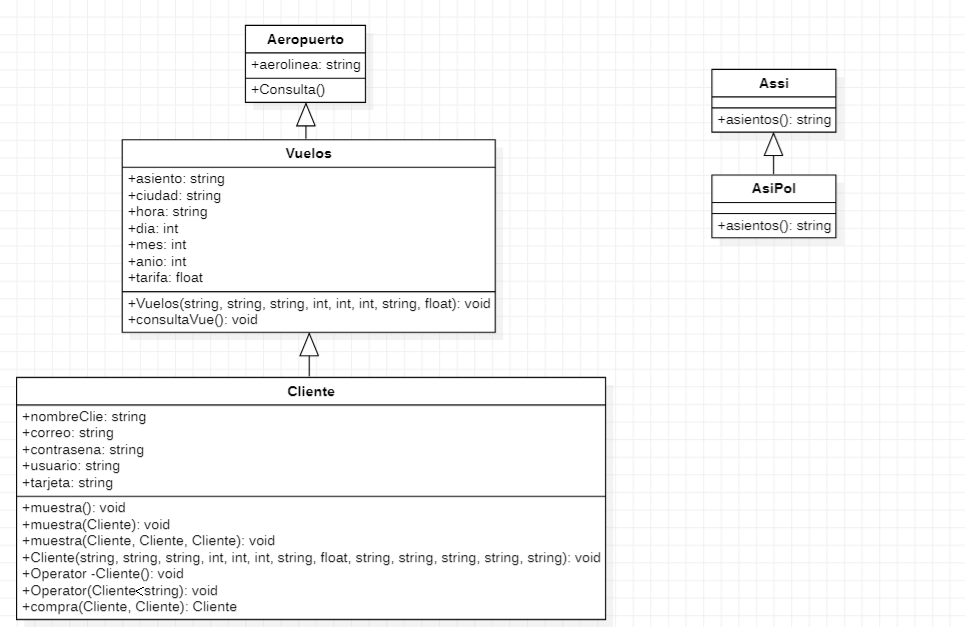 Aeropuerto
+aerolinea: string
+Consulta()
Vuelos
+asiento: string
+ciudad: string
+hora: string
+dia: int
+mes: int
+anio: int
+tarifa: float
+Vuelos(string, string, string, int, int, int, string, float): void
+consultaVue(): void
Cliente
+nombreClie: string
+correo: string
+contrasena: string
+usuario: string
+tarjeta: string
+muestra(): void
+muestra(Cliente): void
+muestra(Cliente, Cliente, Cliente): void
+Cliente(string, string, string, int, int, int, string, float, string, string, string, string, string): void
+Operator -Cliente(): void
+Operator(Cliente<string): void
+compra(Cliente, Cliente): Cliente
Assi
+asientos(): string
AsiPol
+asientos(): string